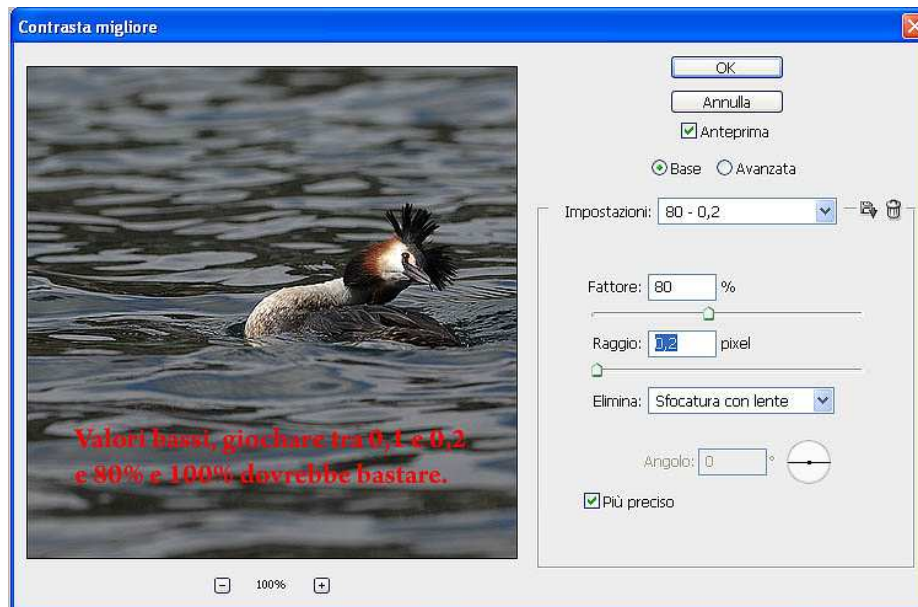 Contrasta migliore
OK
Annulla
Anteprima
Base Avanzata
Impostazioni: 80 - 0,2
Fattore: 80 %
Raggio: 0,2 pixel
Elimina: Sfocatura con lente
Valori bassi, giochare tra 0,1 e 0,2
e 80% e 100% dovrebbe bastare.
Angolo: 0 °
Più preciso
100%